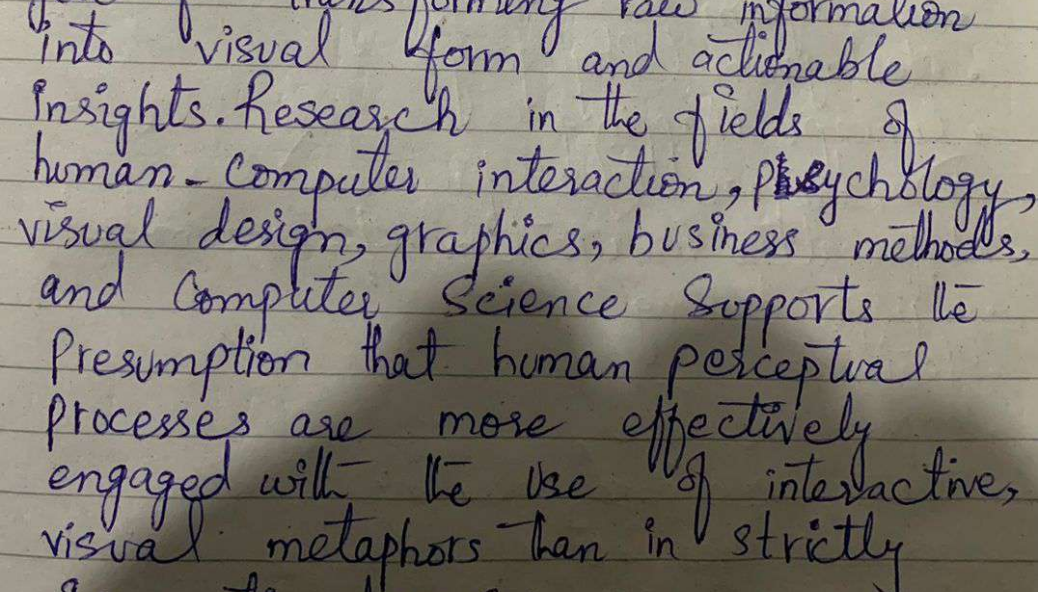 transforming raw information
into visual form and actionable
insights. Research in the fields of
human-Computer interaction, Psychology,
visual design, graphics, business methods,
and Computer Science Supports the
Presumption that human perceptual
Processes are more effectively
engaged with the Use of interactive,
visual metaphors than in strictly